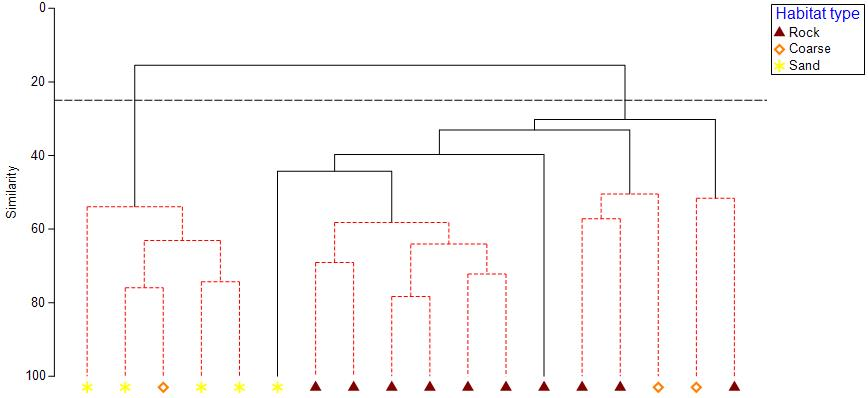 Habitat type
Rock
Coarse
Sand
0
20
40
60
80
100
Similarity